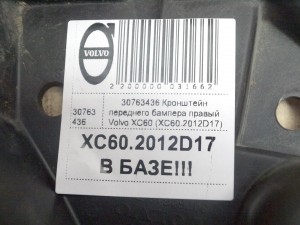 VOLVO
2200000031662
30763436 Кронштейн
переднего бампера правый
Volvo XC60 (XC60.2012D17)
30763
436
XC60.2012D17
В БАЗЕ!!!